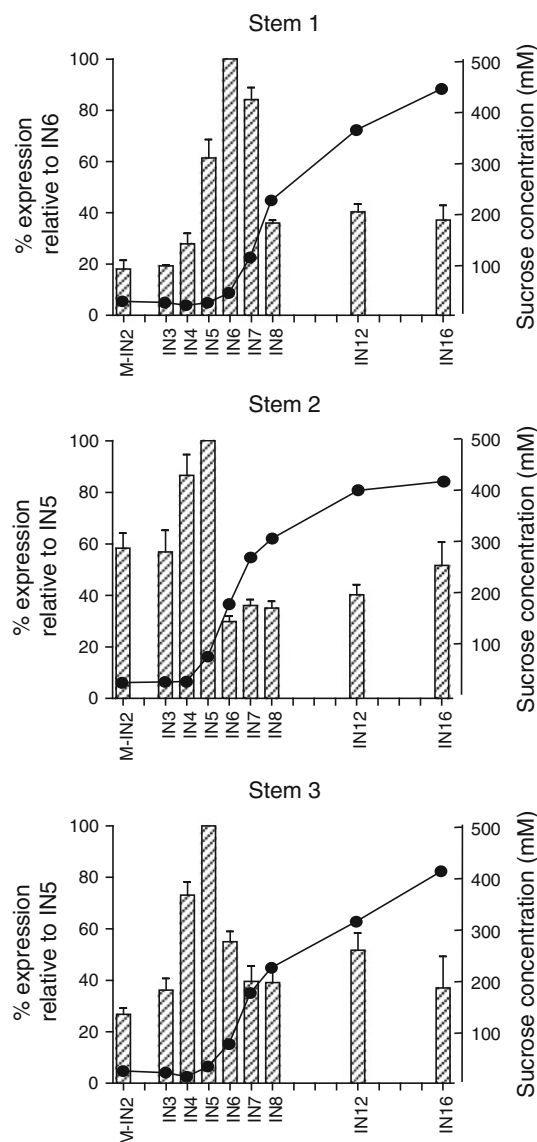 Stem 1
% expression
relative to IN6
100
80
60
40
20
0
500
400
300
200
100
Sucrose concentration (mM)
M-IN2
IN3
IN4
IN5
IN6
IN7
IN8
IN12
IN16
Stem 2
% expression
relative to IN5
100
80
60
40
20
0
500
400
300
200
100
Sucrose concentration (mM)
M-IN2
IN3
IN4
IN5
IN6
IN7
IN8
IN12
IN16
Stem 3
% expression
relative to IN5
100
80
60
40
20
0
500
400
300
200
100
Sucrose concentration (mM)
M-IN2
IN3
IN4
IN5
IN6
IN7
IN8
IN12
IN16